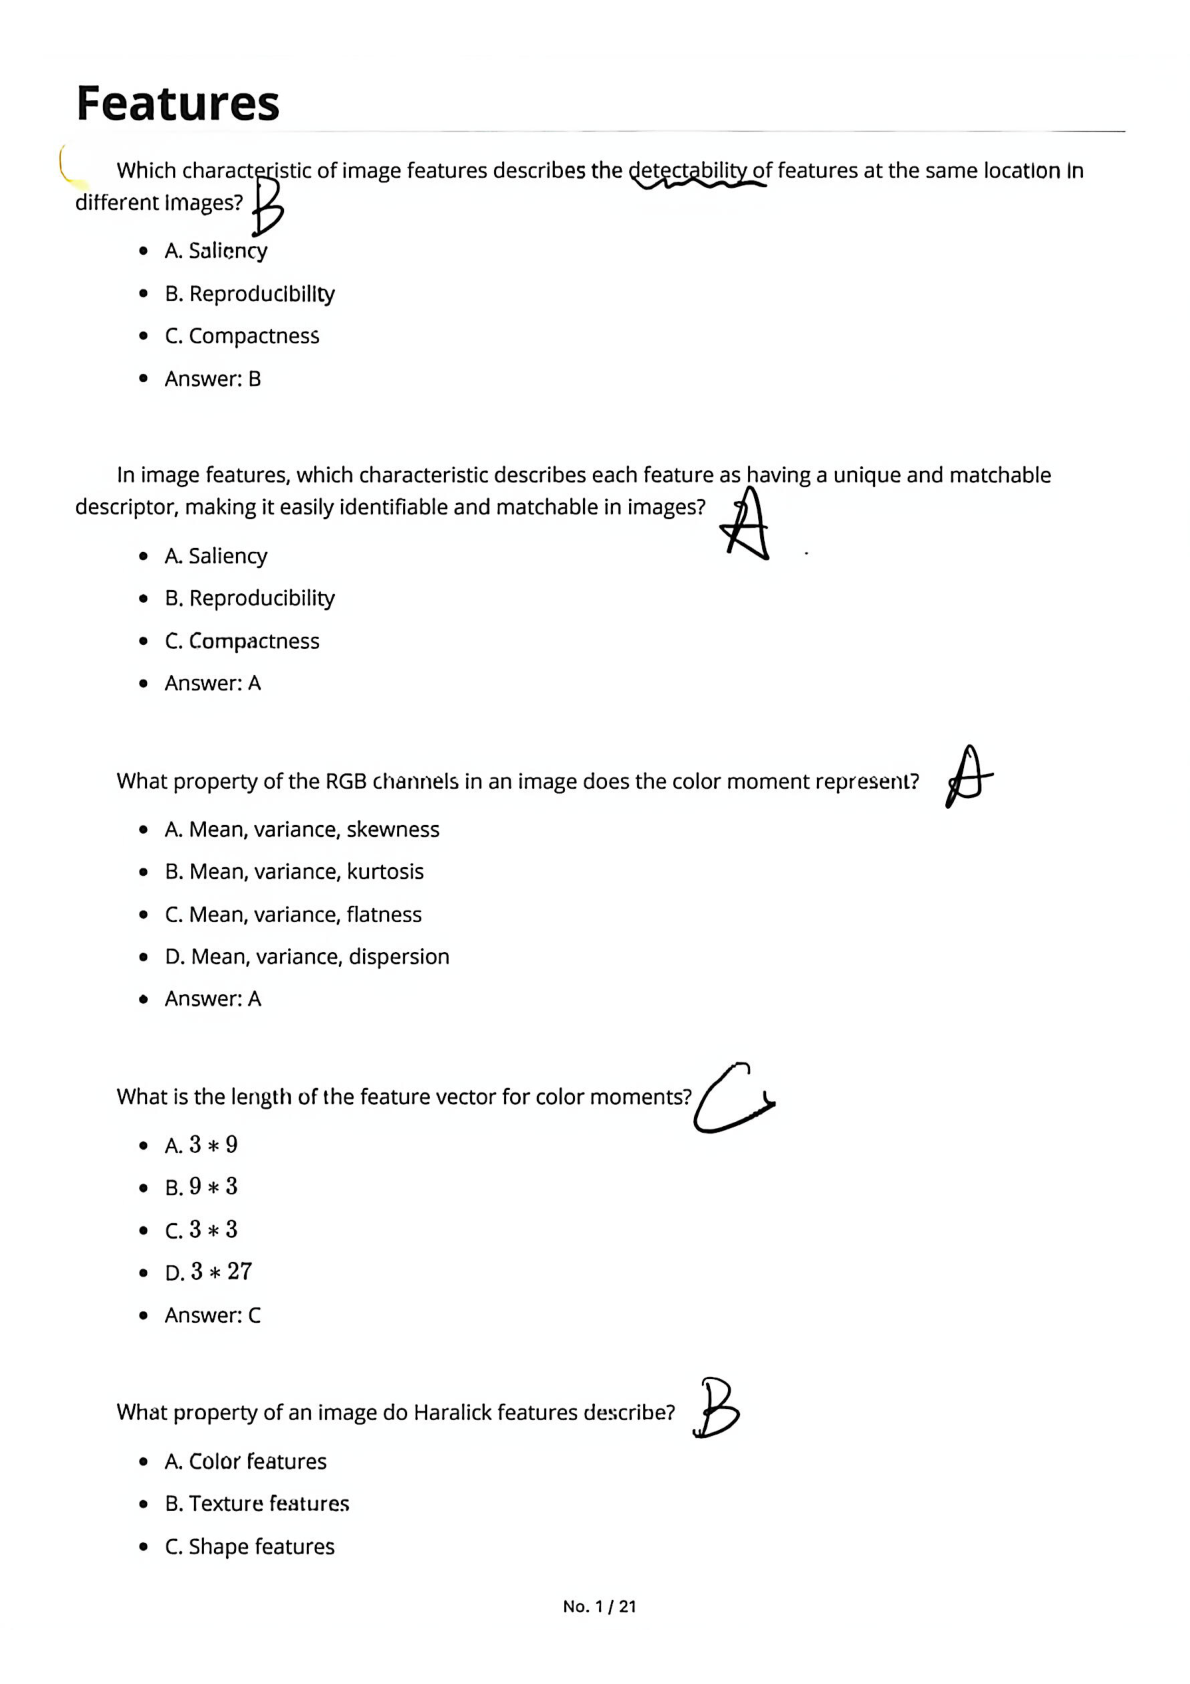 Features
Which characteristic of image features describes the detectability of features at the same location in
different images? B
• A. Saliency
• B. Reproducibility
• C. Compactness
• Answer: B
In image features, which characteristic describes each feature as having a unique and matchable
descriptor, making it easily identifiable and matchable in images? A
• A. Saliency
• B. Reproducibility
• C. Compactness
• Answer: A
What property of the RGB channels in an image does the color moment represent? A
• A. Mean, variance, skewness
• B. Mean, variance, kurtosis
• C. Mean, variance, flatness
• D. Mean, variance, dispersion
• Answer: A
What is the length of the feature vector for color moments? C
• A. 3 * 9
• B. 9 * 3
• C. 3 * 3
• D. 3 * 27
• Answer: C
What property of an image do Haralick features describe? B
• A. Color features
• B. Texture features
• C. Shape features
No. 1 / 21